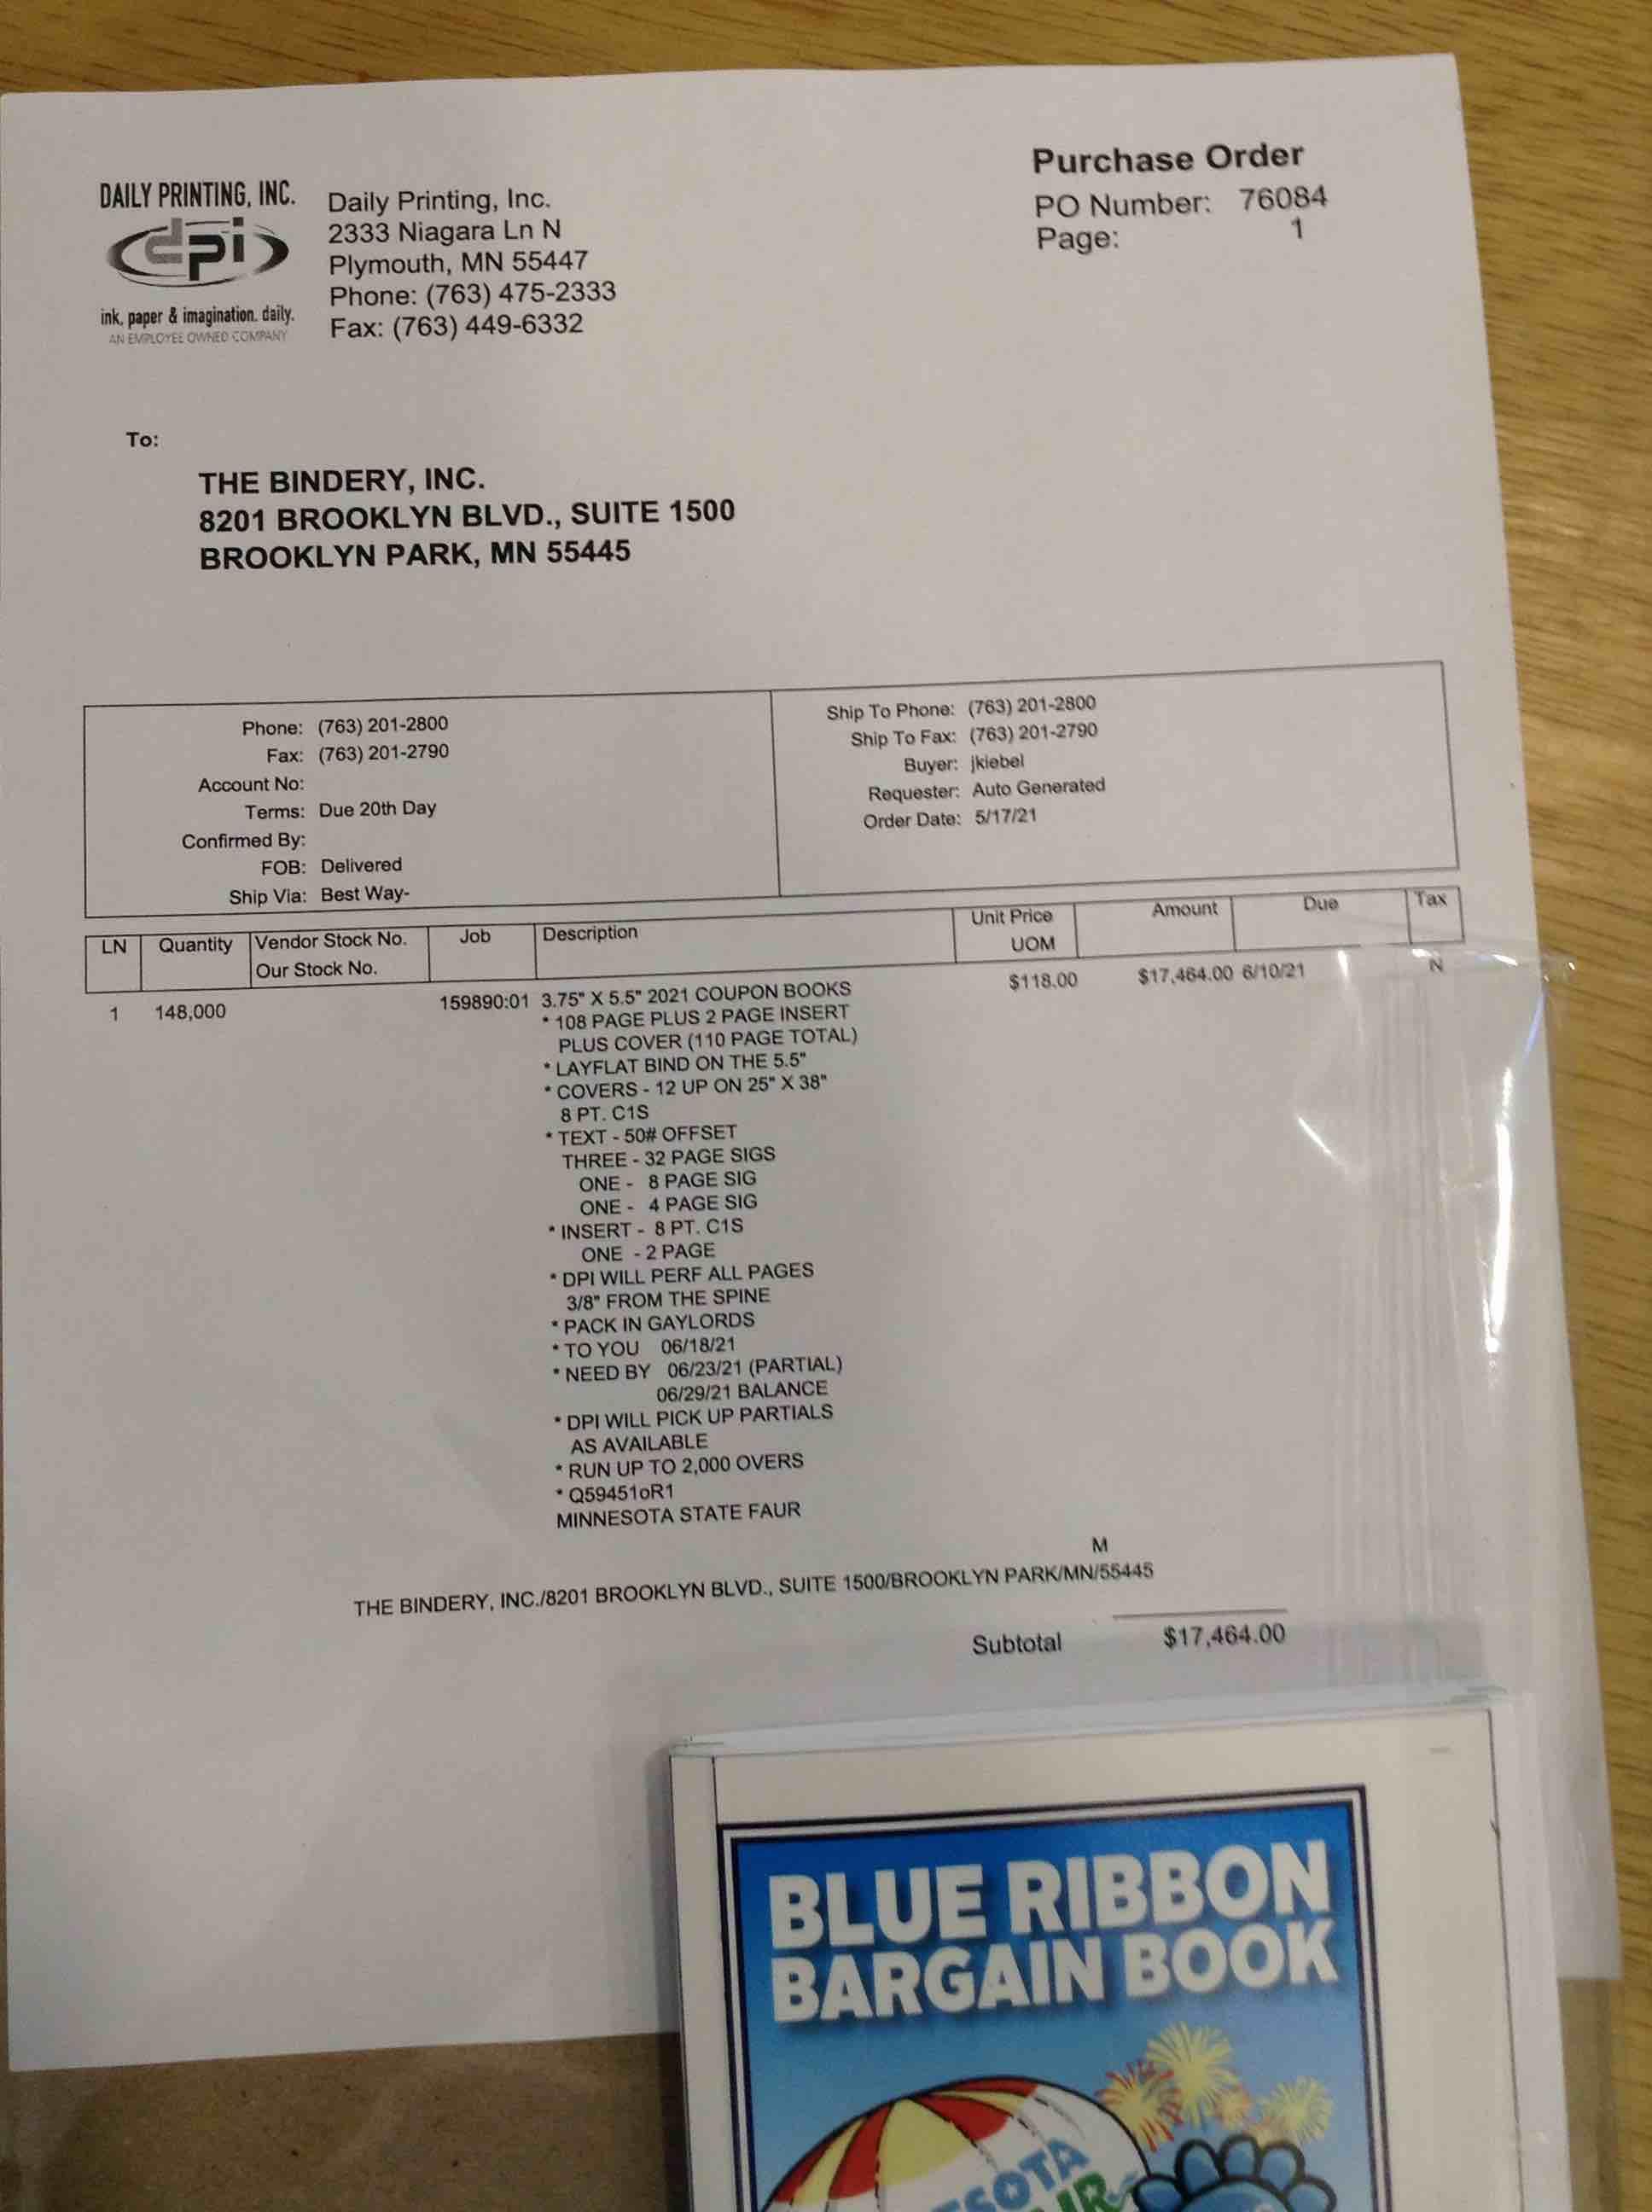 DAILY PRINTING, INC.
dpi
ink, paper & imagination. daily.
AN EMPLOYEE OWNED COMPANY
Daily Printing, Inc.
2333 Niagara Ln N
Plymouth, MN 55447
Phone: (763) 475-2333
Fax: (763) 449-6332
Purchase Order
PO Number: 76084
Page: 1
To:
THE BINDERY, INC.
8201 BROOKLYN BLVD., SUITE 1500
BROOKLYN PARK, MN 55445
Phone: (763) 201-2800
Fax: (763) 201-2790
Account No:
Terms: Due 20th Day
Confirmed By:
FOB: Delivered
Ship Via: Best Way-
Ship To Phone: (763) 201-2800
Ship To Fax: (763) 201-2790
Buyer: jkiebel
Requester: Auto Generated
Order Date: 5/17/21
LN Quantity Vendor Stock No. Job Description Unit Price Amount Due Tax
Our Stock No. UOM
1 148,000 159890:01 3.75" X 5.5" 2021 COUPON BOOKS $118.00 $17,464.00 6/10/21 N
* 108 PAGE PLUS 2 PAGE INSERT
PLUS COVER (110 PAGE TOTAL)
* LAYFLAT BIND ON THE 5.5"
* COVERS - 12 UP ON 25" X 38"
8 PT. C1S
* TEXT - 50# OFFSET
THREE - 32 PAGE SIGS
ONE - 8 PAGE SIG
ONE - 4 PAGE SIG
* INSERT - 8 PT. C1S
ONE - 2 PAGE
* DPI WILL PERF ALL PAGES
3/8" FROM THE SPINE
* PACK IN GAYLORDS
* TO YOU 06/18/21
* NEED BY 06/23/21 (PARTIAL)
06/29/21 BALANCE
* DPI WILL PICK UP PARTIALS
AS AVAILABLE
* RUN UP TO 2,000 OVERS
* Q59451oR1
MINNESOTA STATE FAUR
M
THE BINDERY, INC./8201 BROOKLYN BLVD., SUITE 1500/BROOKLYN PARK/MN/55445
Subtotal $17,464.00
BLUE RIBBON
BARGAIN BOOK